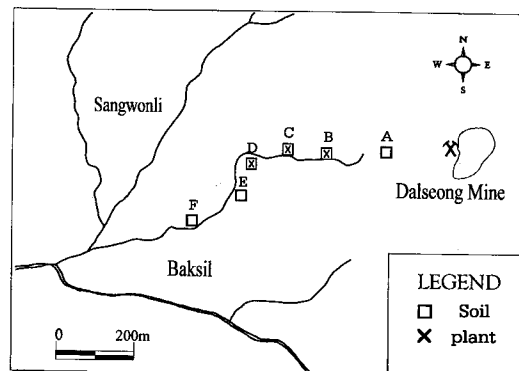 N
W E
S
Sangwonli
A
B
C
D
E
F
Dalseong Mine
Baksil
LEGEND
Soil
plant
0 200m